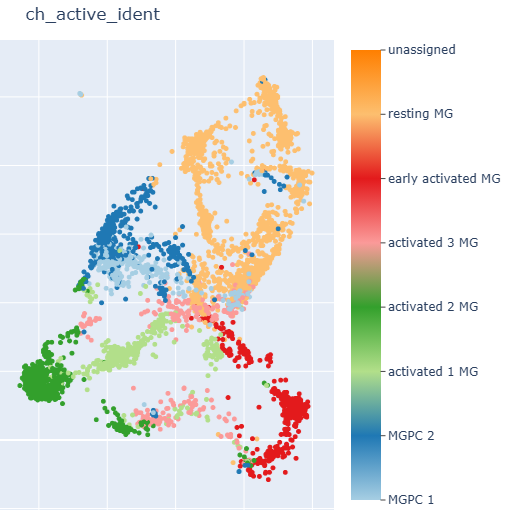 ch_active_ident
unassigned
resting MG
early activated MG
activated 3 MG
activated 2 MG
activated 1 MG
MGPC 2
MGPC 1